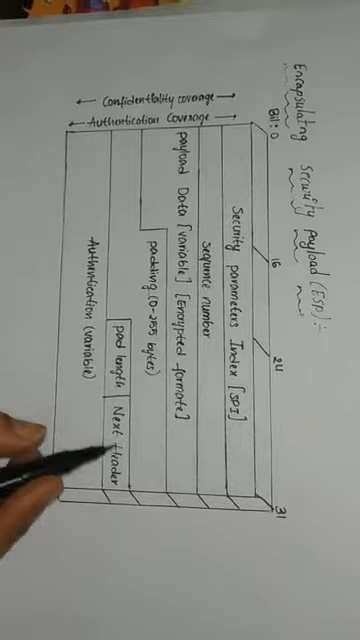 Encapsulating Security Payload (ESP):-
Bit: 0 16 24 31
Security parameters Index [SPI]
Sequence number
Payload Data [variable] [Encrypted formate]
padding (0-255 bytes)
pad length Next Header
Authentication (variable)
Authentication Coverage
Confidentiality coverage